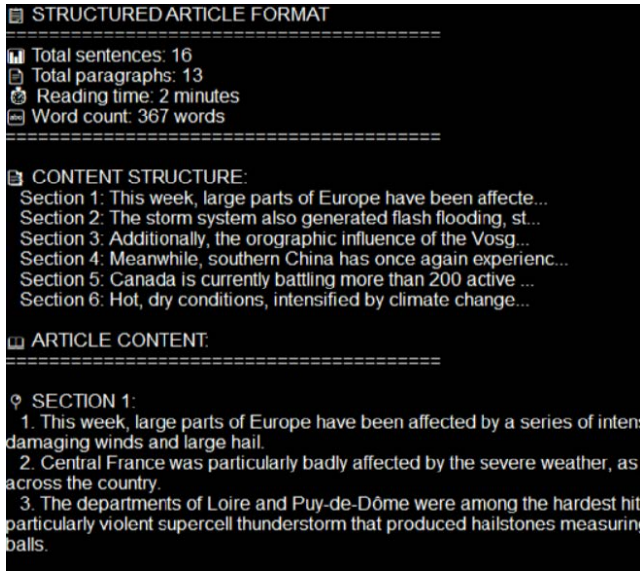 STRUCTURED ARTICLE FORMAT
========================================
Total sentences: 16
Total paragraphs: 13
Reading time: 2 minutes
Word count: 367 words
========================================
CONTENT STRUCTURE:
Section 1: This week, large parts of Europe have been affecte...
Section 2: The storm system also generated flash flooding, st...
Section 3: Additionally, the orographic influence of the Vosg...
Section 4: Meanwhile, southern China has once again experienc...
Section 5: Canada is currently battling more than 200 active ...
Section 6: Hot, dry conditions, intensified by climate change...
ARTICLE CONTENT:
========================================
SECTION 1:
1. This week, large parts of Europe have been affected by a series of intens
damaging winds and large hail.
2. Central France was particularly badly affected by the severe weather, as
across the country.
3. The departments of Loire and Puy-de-Dôme were among the hardest hit
particularly violent supercell thunderstorm that produced hailstones measuring
balls.